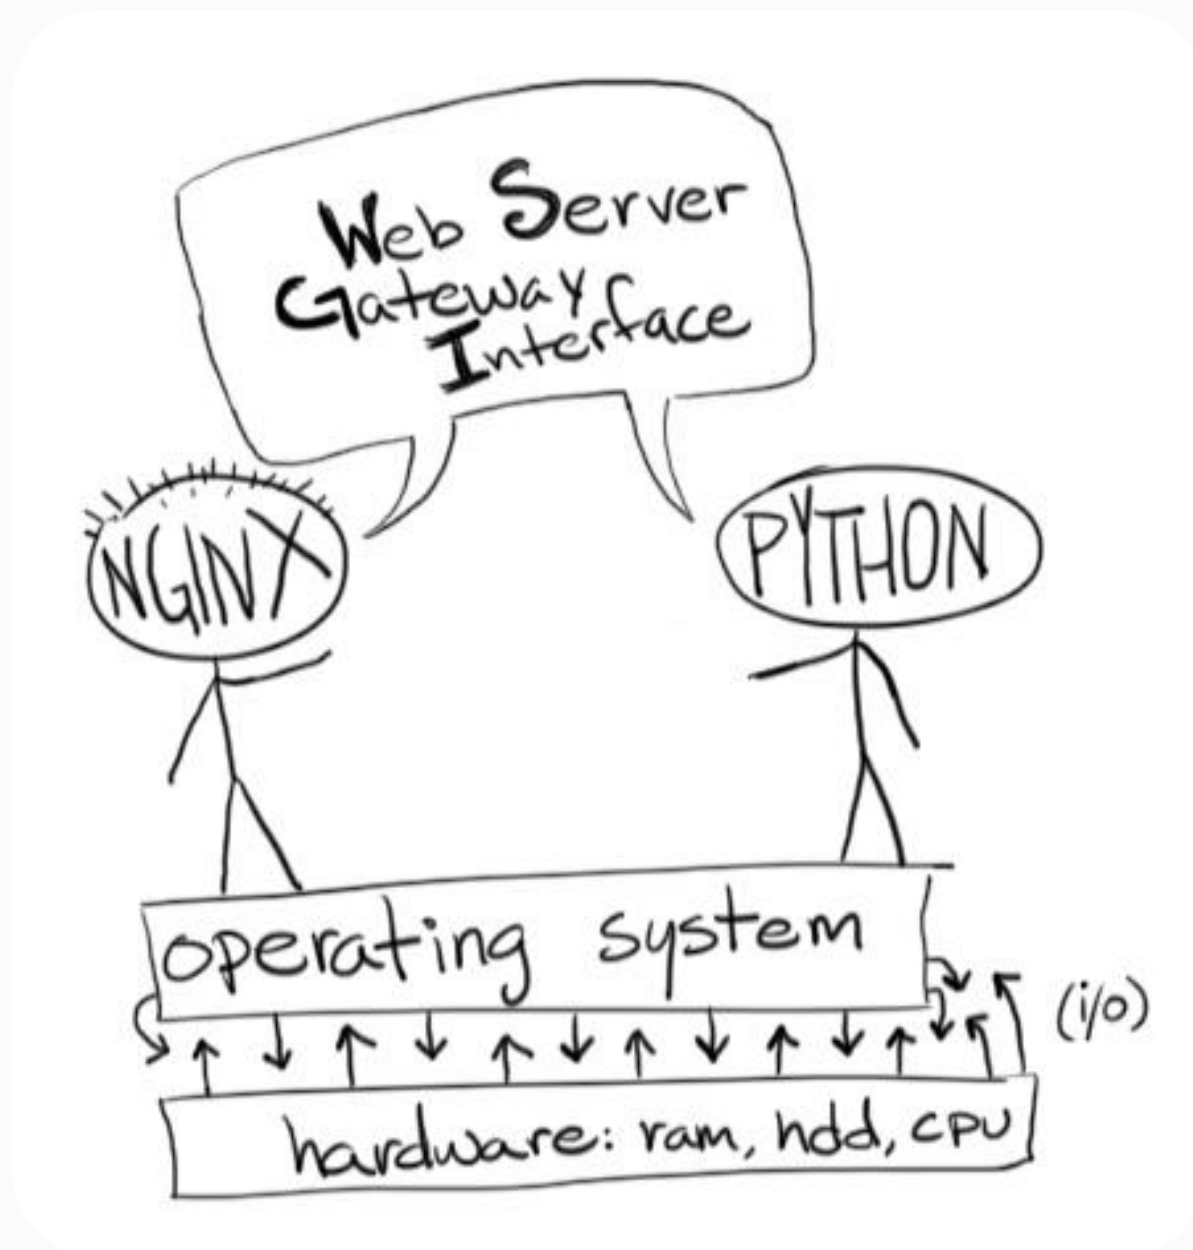 Web Server
Gateway
Interface
NGINX
PYTHON
operating system
(i/o)
hardware: ram, hdd, cpu